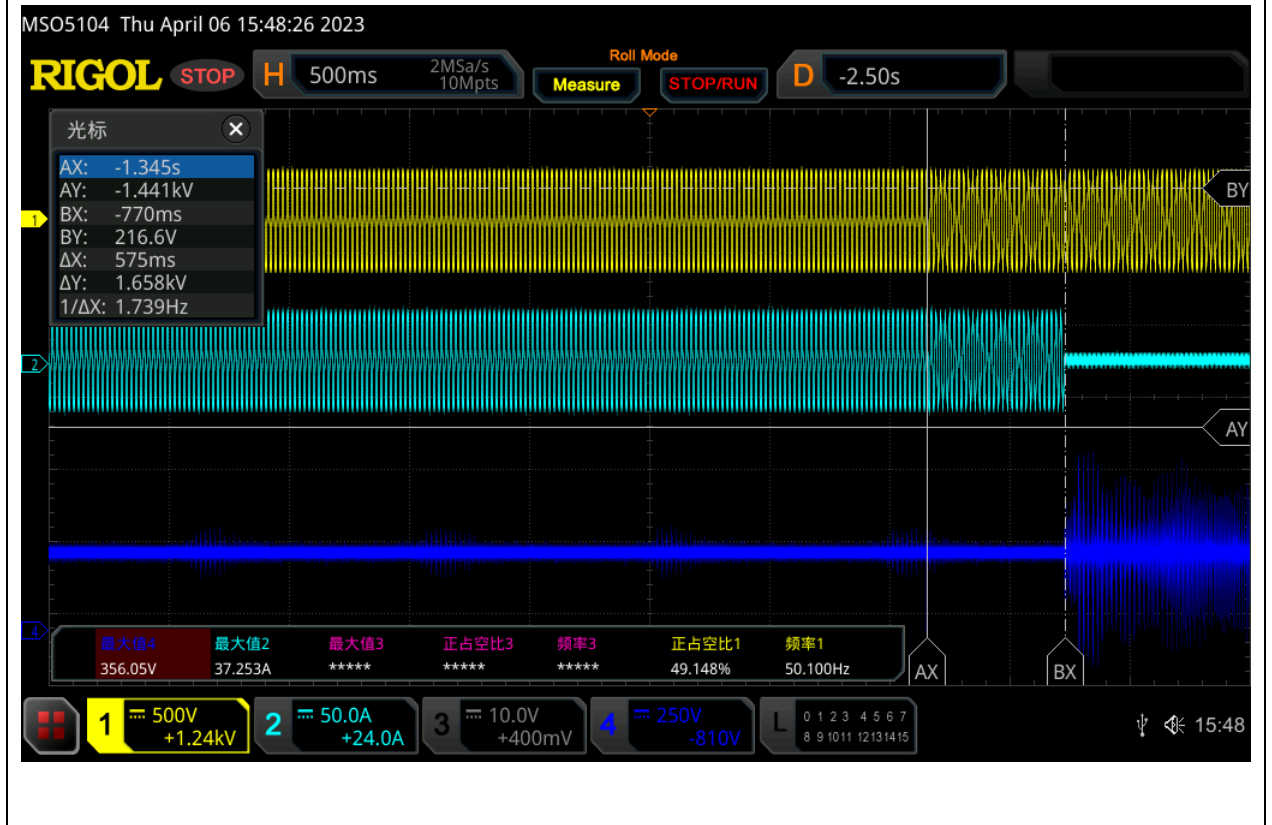 MSO5104 Thu April 06 15:48:26 2023
RIGOL STOP H 500ms 2MSa/s 10Mpts Roll Mode Measure STOP/RUN D -2.50s
光标
AX: -1.345s
AY: -1.441kV
BX: -770ms
BY: 216.6V
ΔX: 575ms
ΔY: 1.658kV
1/ΔX: 1.739Hz
BY
1
2
AY
4
最大值4 最大值2 最大值3 正占空比3 频率3 正占空比1 频率1
356.05V 37.253A ***** ***** ***** 49.148% 50.100Hz
AX BX
1 500V +1.24kV
2 50.0A +24.0A
3 10.0V +400mV
4 250V -810V
L 0 1 2 3 4 5 6 7
8 9 10 11 12 13 14 15
15:48